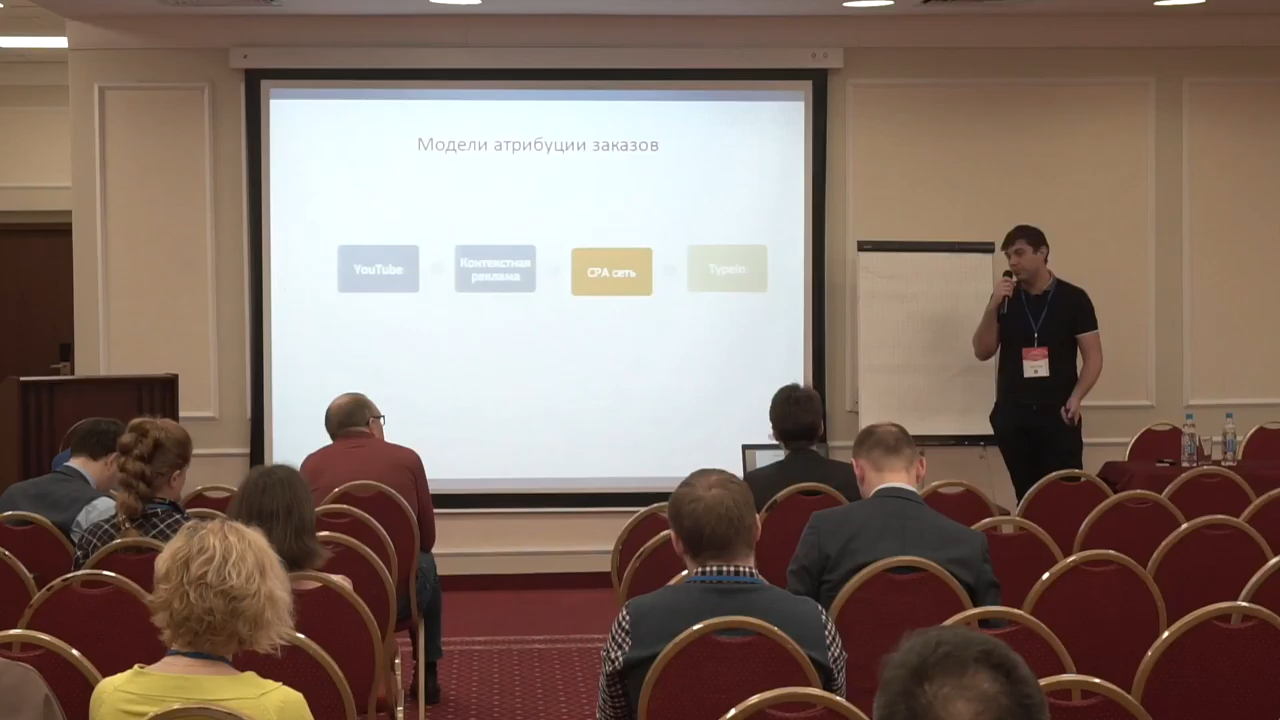 Модели атрибуции заказов
YouTube
Контекстная
реклама
CPA сеть
TypeIn